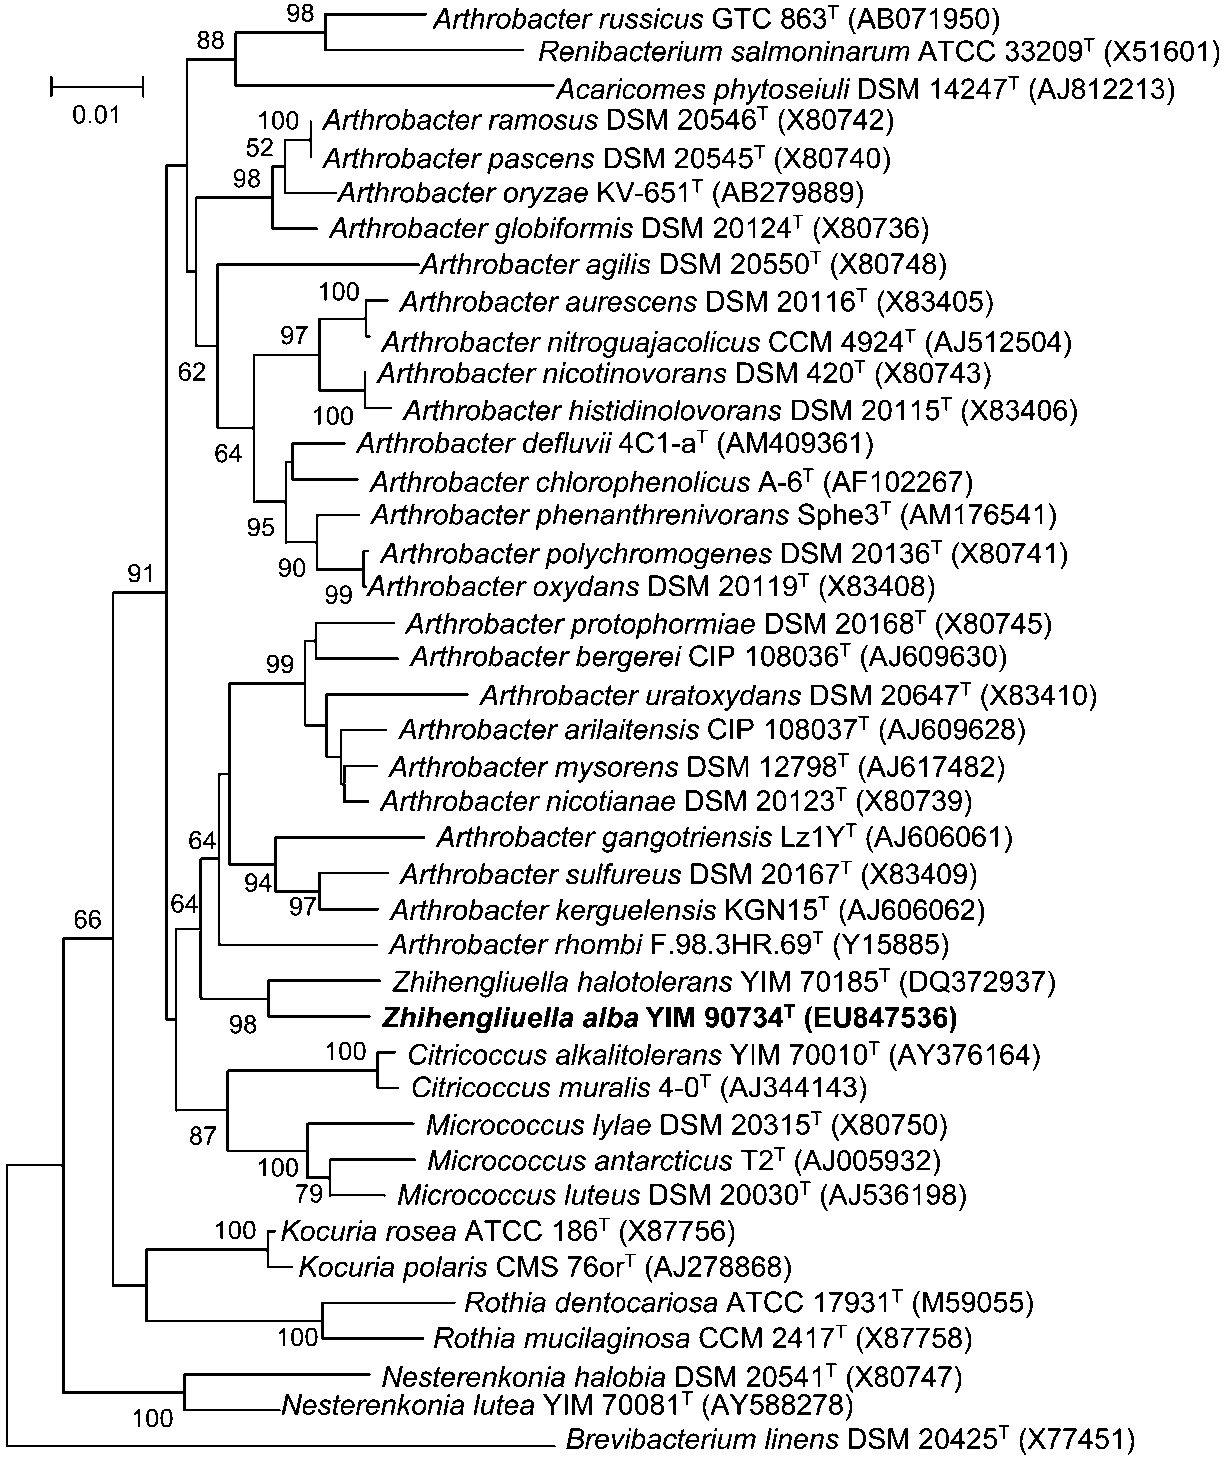 98
Arthrobacter russicus GTC 863ᵀ (AB071950)
88
Renibacterium salmoninarum ATCC 33209ᵀ (X51601)
Acaricomes phytoseiuli DSM 14247ᵀ (AJ812213)
0.01
100
Arthrobacter ramosus DSM 20546ᵀ (X80742)
52
Arthrobacter pascens DSM 20545ᵀ (X80740)
98
Arthrobacter oryzae KV-651ᵀ (AB279889)
Arthrobacter globiformis DSM 20124ᵀ (X80736)
Arthrobacter agilis DSM 20550ᵀ (X80748)
100
Arthrobacter aurescens DSM 20116ᵀ (X83405)
97
Arthrobacter nitroguajacolicus CCM 4924ᵀ (AJ512504)
62
Arthrobacter nicotinovorans DSM 420ᵀ (X80743)
100
Arthrobacter histidinolovorans DSM 20115ᵀ (X83406)
Arthrobacter defluvii 4C1-aᵀ (AM409361)
64
Arthrobacter chlorophenolicus A-6ᵀ (AF102267)
95
Arthrobacter phenanthrenivorans Sphe3ᵀ (AM176541)
Arthrobacter polychromogenes DSM 20136ᵀ (X80741)
90
91
99
Arthrobacter oxydans DSM 20119ᵀ (X83408)
Arthrobacter protophormiae DSM 20168ᵀ (X80745)
99
Arthrobacter bergerei CIP 108036ᵀ (AJ609630)
Arthrobacter uratoxydans DSM 20647ᵀ (X83410)
Arthrobacter arilaitensis CIP 108037ᵀ (AJ609628)
Arthrobacter mysorens DSM 12798ᵀ (AJ617482)
Arthrobacter nicotianae DSM 20123ᵀ (X80739)
64
Arthrobacter gangotriensis Lz1Yᵀ (AJ606061)
94
Arthrobacter sulfureus DSM 20167ᵀ (X83409)
64
97
Arthrobacter kerguelensis KGN15ᵀ (AJ606062)
66
Arthrobacter rhombi F.98.3HR.69ᵀ (Y15885)
Zhihengliuella halotolerans YIM 70185ᵀ (DQ372937)
98
Zhihengliuella alba YIM 90734ᵀ (EU847536)
100
Citricoccus alkalitolerans YIM 70010ᵀ (AY376164)
Citricoccus muralis 4-0ᵀ (AJ344143)
87
Micrococcus lylae DSM 20315ᵀ (X80750)
100
Micrococcus antarcticus T2ᵀ (AJ005932)
79
Micrococcus luteus DSM 20030ᵀ (AJ536198)
100
Kocuria rosea ATCC 186ᵀ (X87756)
Kocuria polaris CMS 76orᵀ (AJ278868)
Rothia dentocariosa ATCC 17931ᵀ (M59055)
100
Rothia mucilaginosa CCM 2417ᵀ (X87758)
Nesterenkonia halobia DSM 20541ᵀ (X80747)
100
Nesterenkonia lutea YIM 70081ᵀ (AY588278)
Brevibacterium linens DSM 20425ᵀ (X77451)